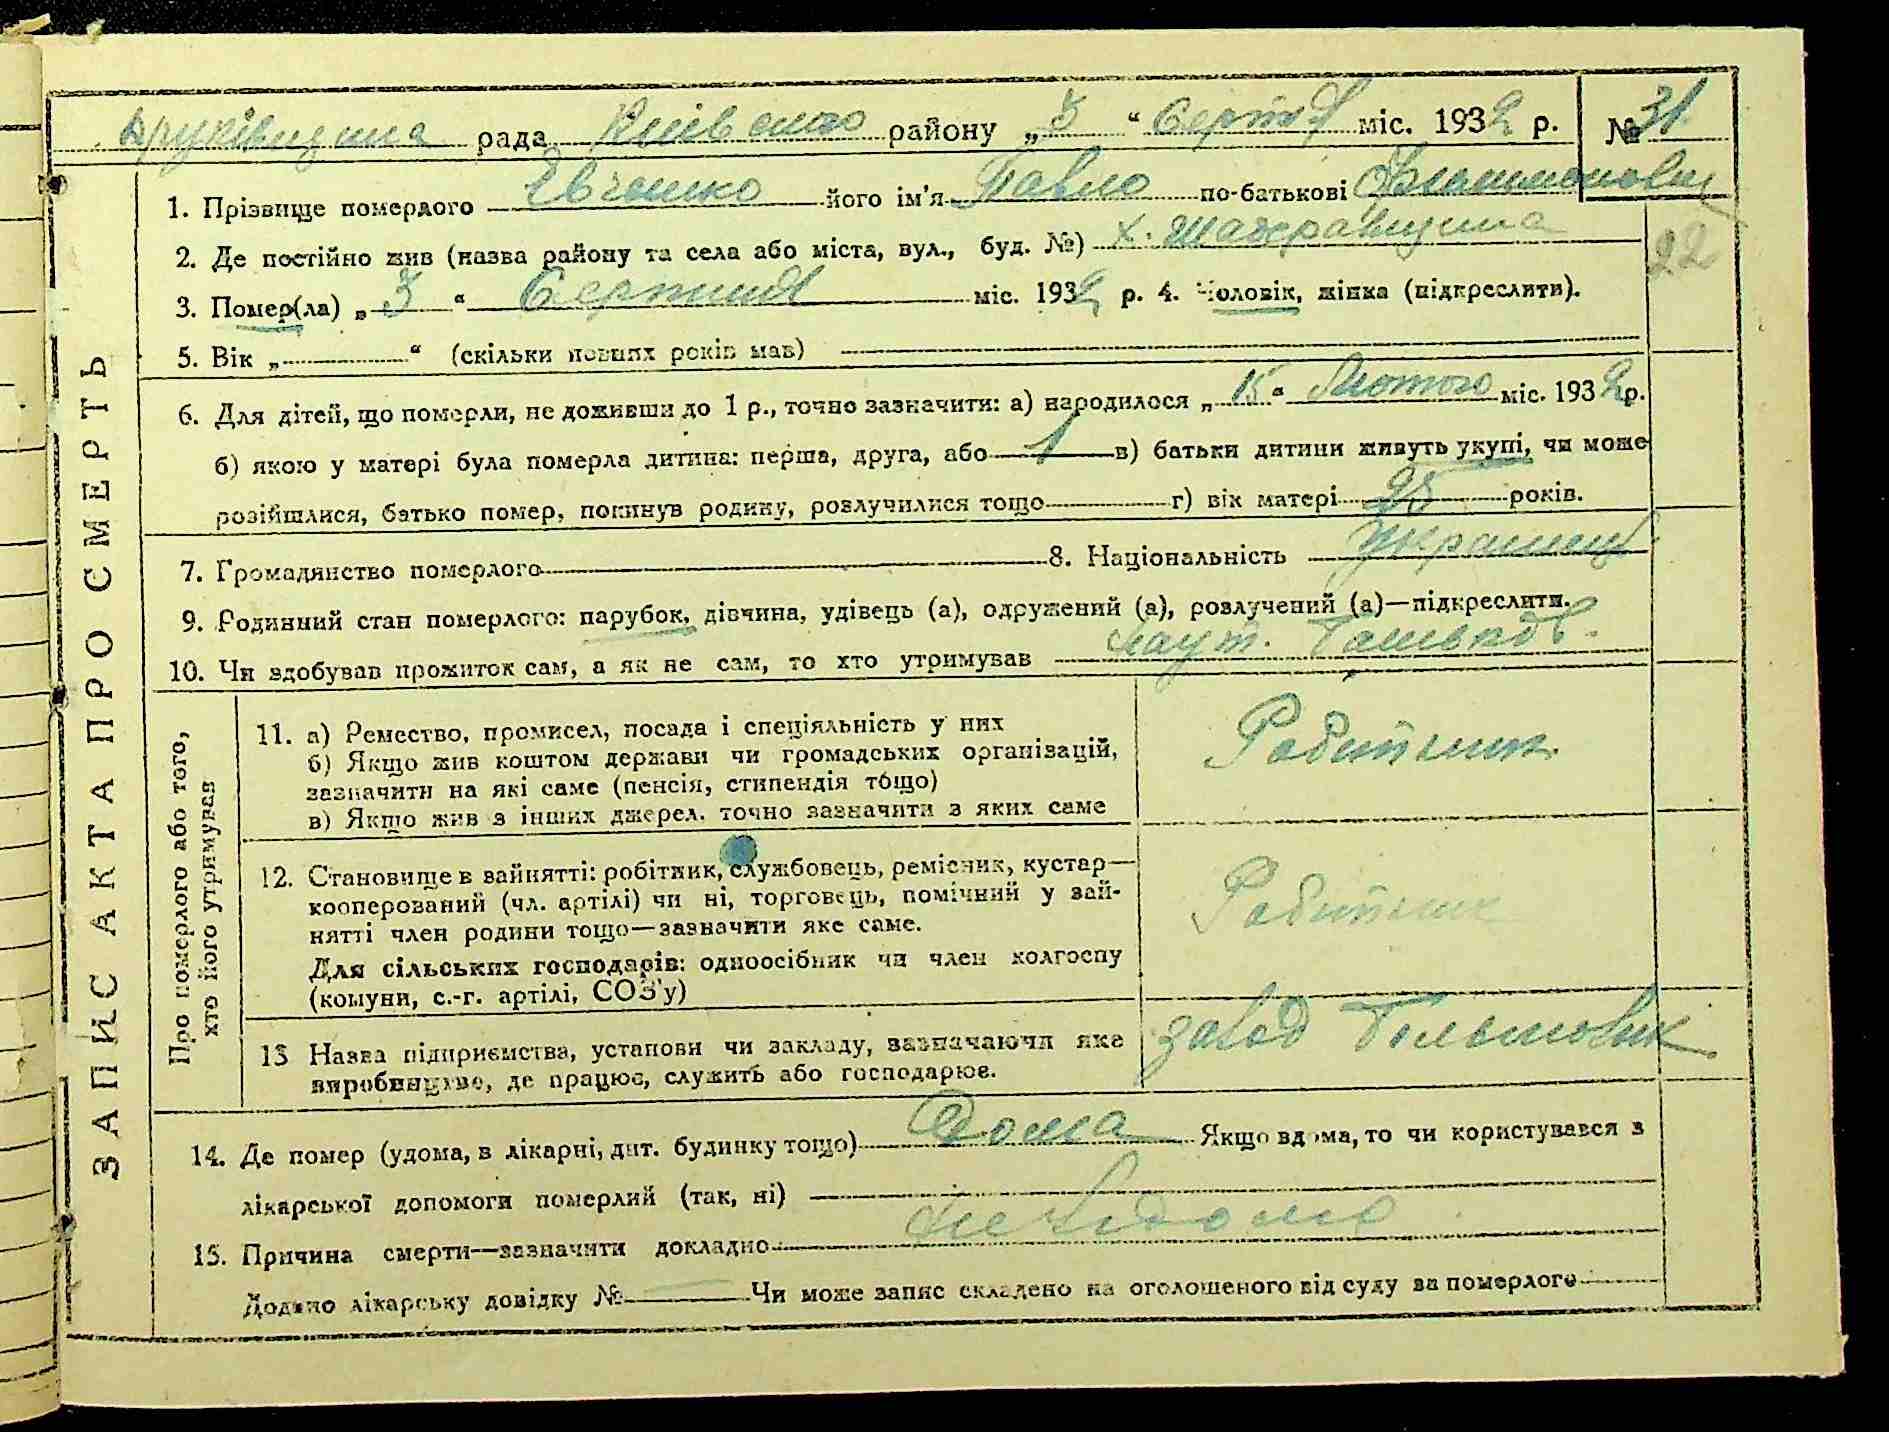 Друківщина рада Київського району „3“ Серпня міс. 1932 р. № 31
ЗАПИС АКТА ПРО СМЕРТЬ
1. Прізвище померлого Євченко його ім'я Павло по-батькові
2. Де постійно жив (назва району та села або міста, вул., буд. №) х.
22
3. Помер(ла) „3“ Серпня міс. 1932 р. 4. Чоловік, жінка (підкреслити).
5. Вік „ “ (скільки повних років мав)
6. Для дітей, що померли, не доживши до 1 р., точно зазначити: а) народилося „15“ Лютого міс. 1932 р.
б) якою у матері була померла дитина: перша, друга, або 1 в) батьки дитини живуть укупі, чи може
розійшлися, батько помер, покинув родину, розлучилися тощо г) вік матері 25 років.
7. Громадянство померлого 8. Національність Українець
9. Родинний стан померлого: парубок, дівчина, удівець (а), одружений (а), розлучений (а)—підкреслити.
10. Чи здобував прожиток сам, а як не сам, то хто утримував
Про померлого або того,
хто його утримував
11. а) Ремество, промисел, посада і спеціяльність у них
б) Якщо жив коштом держави чи громадських організацій,
зазначити на які саме (пенсія, стипендія тощо)
в) Якщо жив з інших джерел. точно зазначити з яких саме
Робітник
12. Становище в вайнятті: робітник, службовець, ремісник, кустар—
кооперований (чл. артілі) чи ні, торговець, помічний у зай-
нятті член родини тощо—зазначити яке саме.
Для сільських господарів: одноосібник чи член колгоспу
(комуни, с.-г. артілі, СОЗ'у)
Робітник
13 Назва підприємства, установи чи закладу, зазначаючи яке
виробництво, де працює, служить або господарює.
завод Большовик
14. Де помер (удома, в лікарні, дит. будинку тощо) Дома Якщо вдома, то чи користувався з
лікарської допомоги померлий (так, ні)
15. Причина смерти—зазначити докладно Невідомо
Додано лікарську довідку № Чи може запис складено на оголошеного від суду за померлого